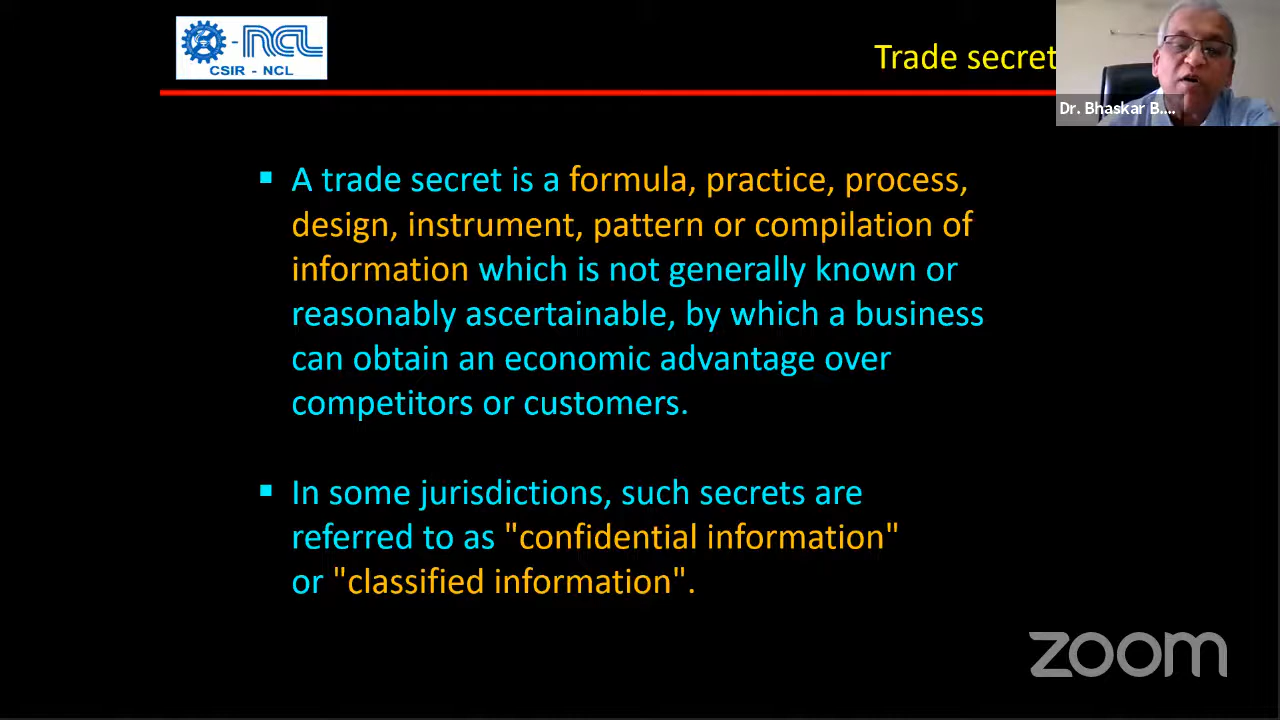 NCL
CSIR - NCL
Trade secret
Dr. Bhaskar B....
▪ A trade secret is a formula, practice, process,
design, instrument, pattern or compilation of
information which is not generally known or
reasonably ascertainable, by which a business
can obtain an economic advantage over
competitors or customers.
▪ In some jurisdictions, such secrets are
referred to as "confidential information"
or "classified information".
zoom